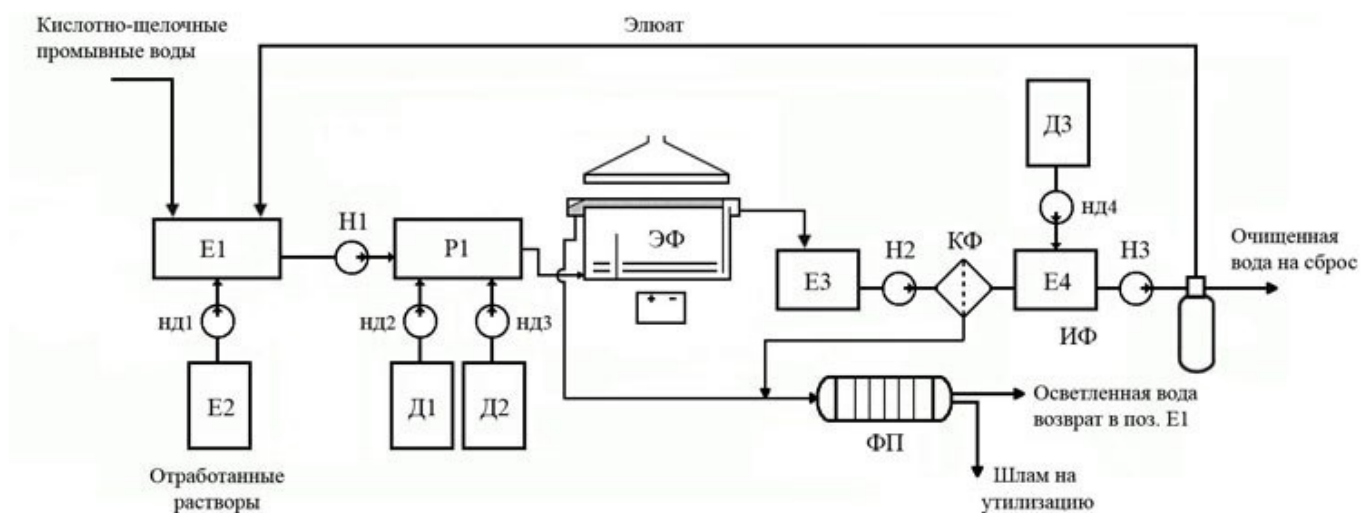 Кислотно-щелочные
промывные воды
Элюат
Д3
нд4
Н1
Е1
Р1
ЭФ
+ -
Е3
Н2
КФ
Е4
Н3
Очищенная
вода на сброс
ИФ
нд1
нд2
нд3
Е2
Д1
Д2
ФП
Осветленная вода
возврат в поз. Е1
Отработанные
растворы
Шлам на
утилизацию